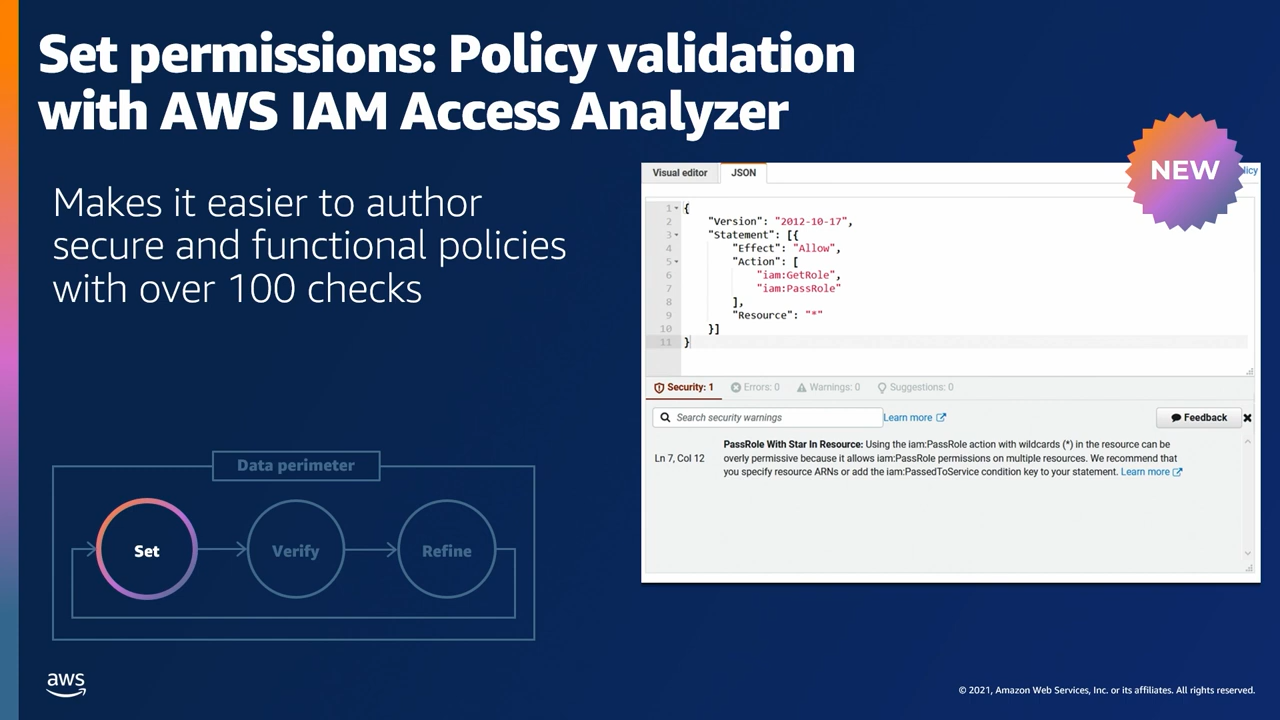 Set permissions: Policy validation
with AWS IAM Access Analyzer
Makes it easier to author
secure and functional policies
with over 100 checks
NEW
Visual editor
JSON
licy
1 {
2 "Version": "2012-10-17",
3 "Statement": [{
4 "Effect": "Allow",
5 "Action": [
6 "iam:GetRole",
7 "iam:PassRole"
8 ],
9 "Resource": "*"
10 }]
11 }
Security: 1 Errors: 0 Warnings: 0 Suggestions: 0
Search security warnings Learn more Feedback
PassRole With Star In Resource: Using the iam:PassRole action with wildcards (*) in the resource can be
Ln 7, Col 12 overly permissive because it allows iam:PassRole permissions on multiple resources. We recommend that
you specify resource ARNs or add the iam:PassedToService condition key to your statement. Learn more
Data perimeter
Set Verify Refine
aws
© 2021, Amazon Web Services, Inc. or its affiliates. All rights reserved.